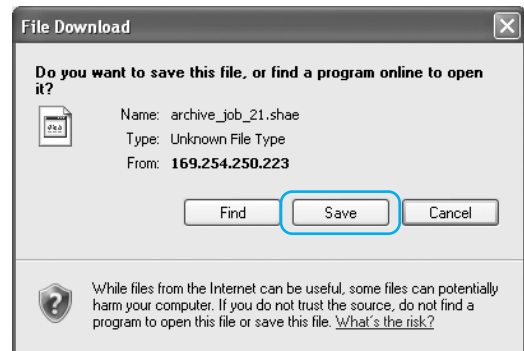 File Download
Do you want to save this file, or find a program online to open
it?
Name: archive_job_21.shae
Type: Unknown File Type
From: 169.254.250.223
Find Save Cancel
While files from the Internet can be useful, some files can potentially
harm your computer. If you do not trust the source, do not find a
program to open this file or save this file. What's the risk?